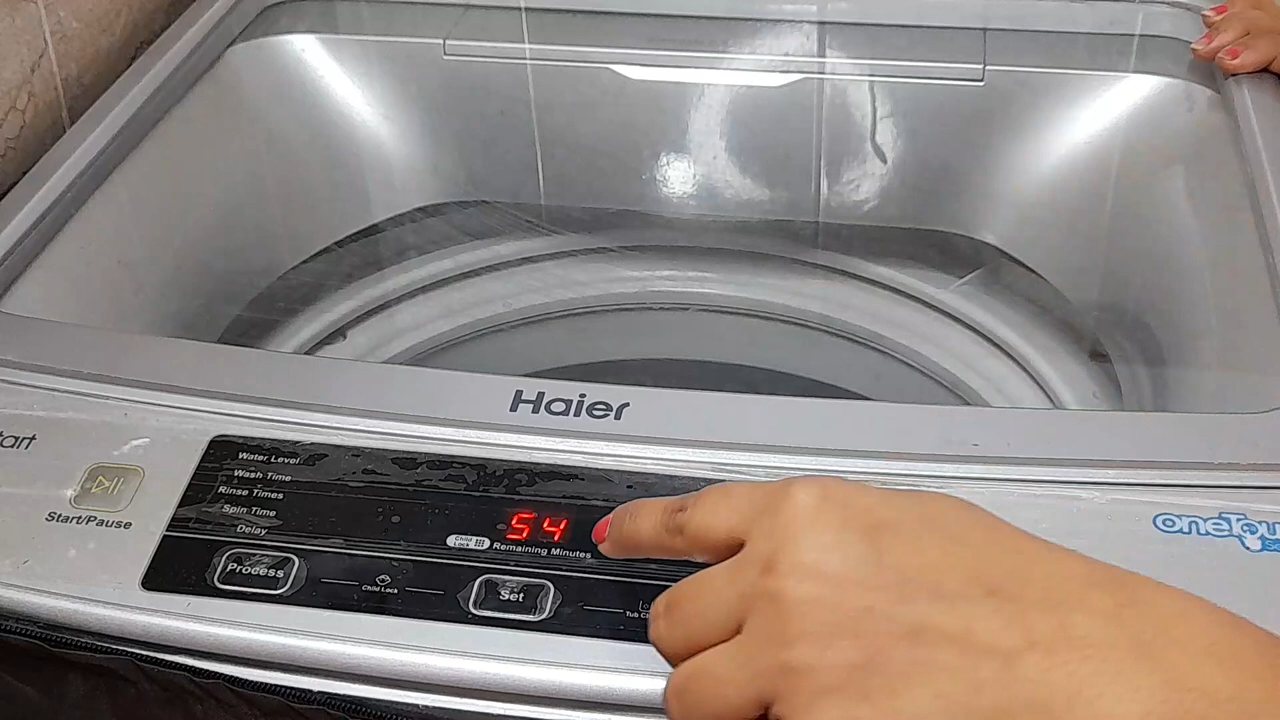 Haier
tart
Start/Pause
Water Level
Wash Time
Rinse Times
Spin Time
Delay
54
Child Lock
Remaining Minutes
Process
Child Lock
Set
Tub C
oneTou